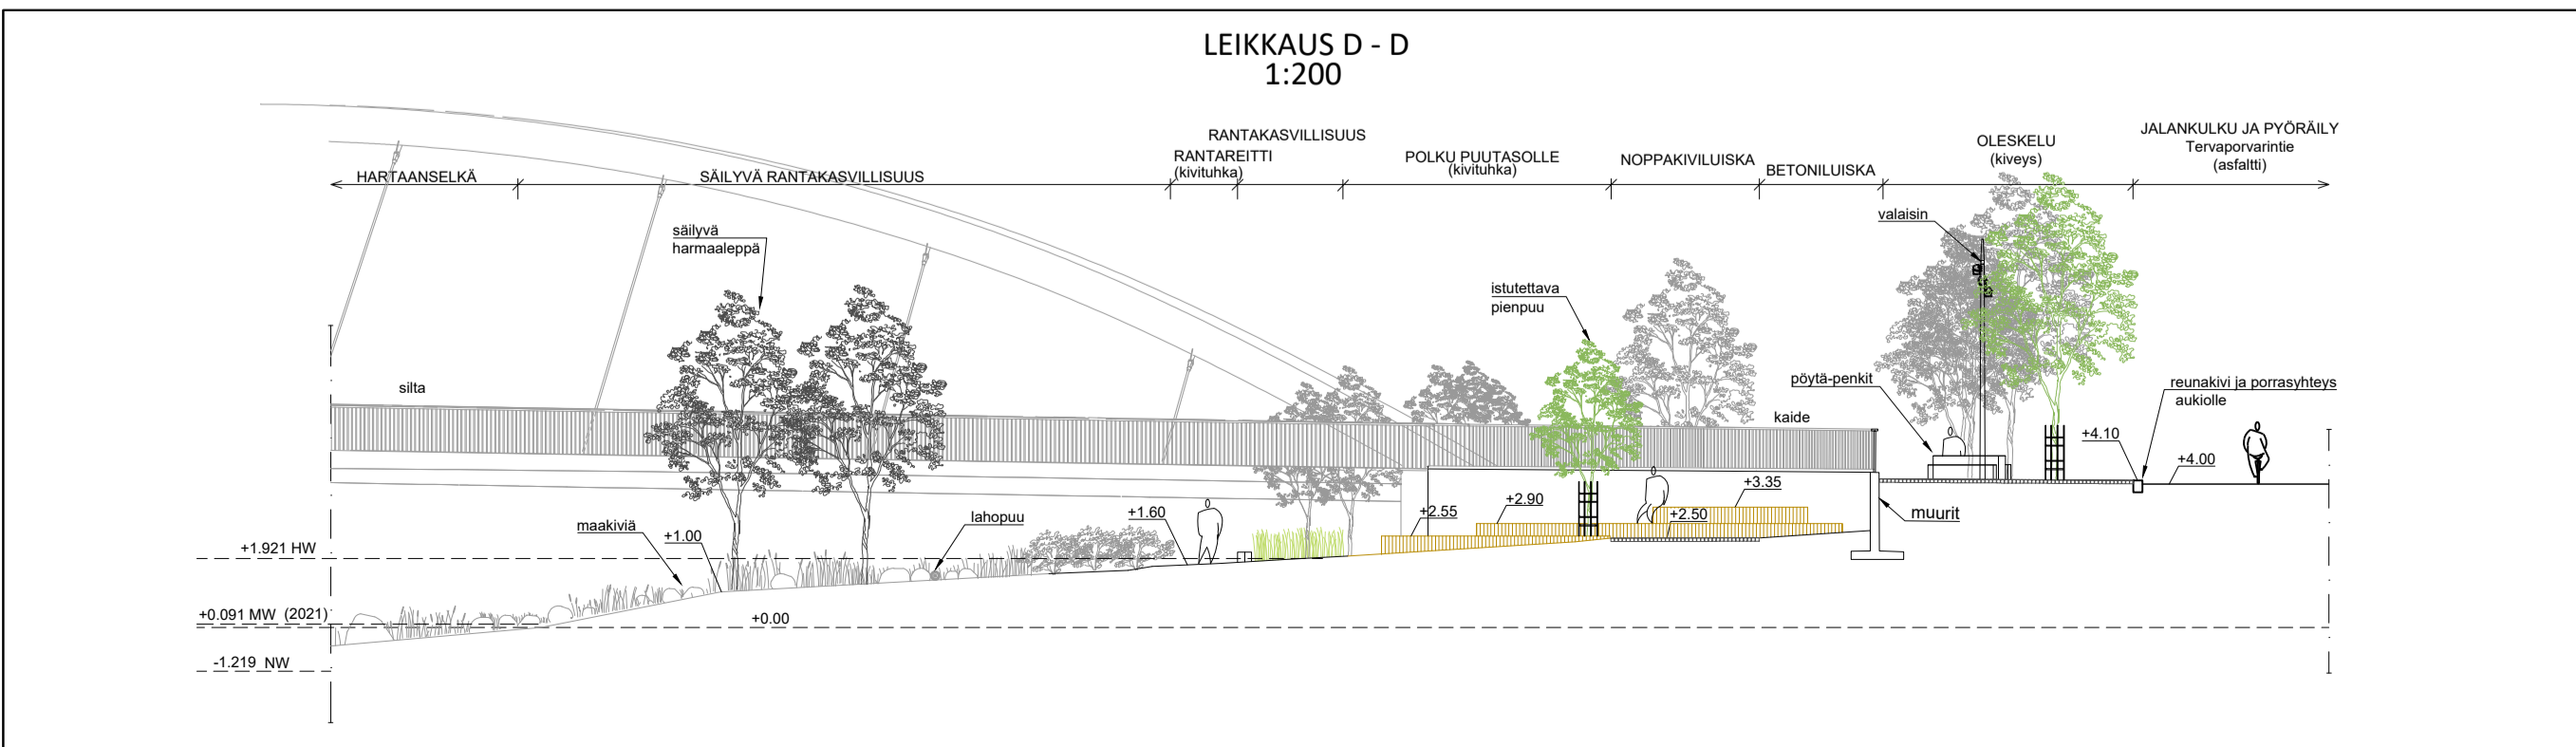 LEIKKAUS D - D
1:200
HARTAANSELKÄ
SÄILYVÄ RANTAKASVILLISUUS
RANTAREITTI
(kivituhka)
RANTAKASVILLISUUS
POLKU PUUTASOLLE
(kivituhka)
NOPPAKIVILUISKA
BETONILUISKA
OLESKELU
(kiveys)
JALANKULKU JA PYÖRÄILY
Tervaporvarintie
(asfaltti)
säilyvä
harmaaleppä
valaisin
istutettava
pienpuu
silta
pöytä-penkit
reunakivi ja porrasyhteys
aukiolle
kaide
+4.10
+4.00
+3.35
+2.90
+2.55
+2.50
muurit
+1.60
lahopuu
maakiviä
+1.00
+1.921 HW
+0.091 MW (2021)
+0.00
-1.219 NW